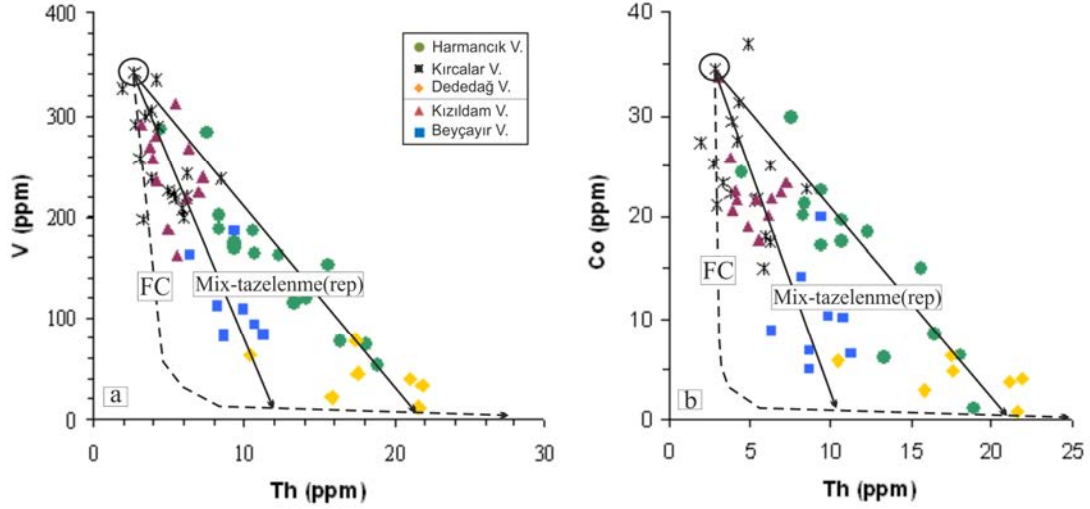 400
300
200
100
0
V (ppm)
0
10
20
30
Th (ppm)
FC
Mix-tazelenme(rep)
a
Harmancık V.
Kırcalar V.
Dededağ V.
Kızıldam V.
Beyçayır V.
40
30
20
10
0
Co (ppm)
0
5
10
15
20
25
Th (ppm)
FC
Mix-tazelenme(rep)
b